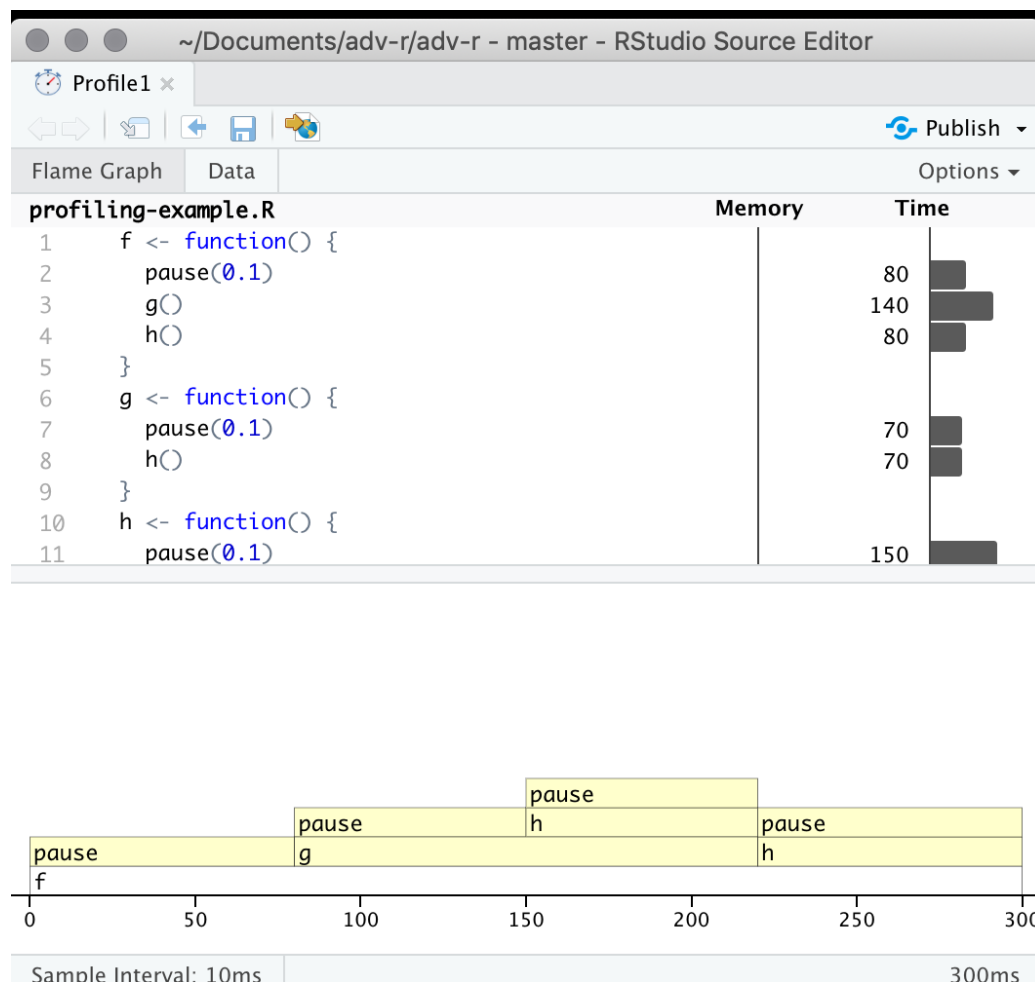 ~/Documents/adv-r/adv-r - master - RStudio Source Editor
Profile1
Publish
Flame Graph Data Options
profiling-example.R Memory Time
1 f <- function() {
2 pause(0.1) 80
3 g() 140
4 h() 80
5 }
6 g <- function() {
7 pause(0.1) 70
8 h() 70
9 }
10 h <- function() {
11 pause(0.1) 150
pause
pause h pause
pause g h
f
0 50 100 150 200 250 300
Sample Interval: 10ms 300ms